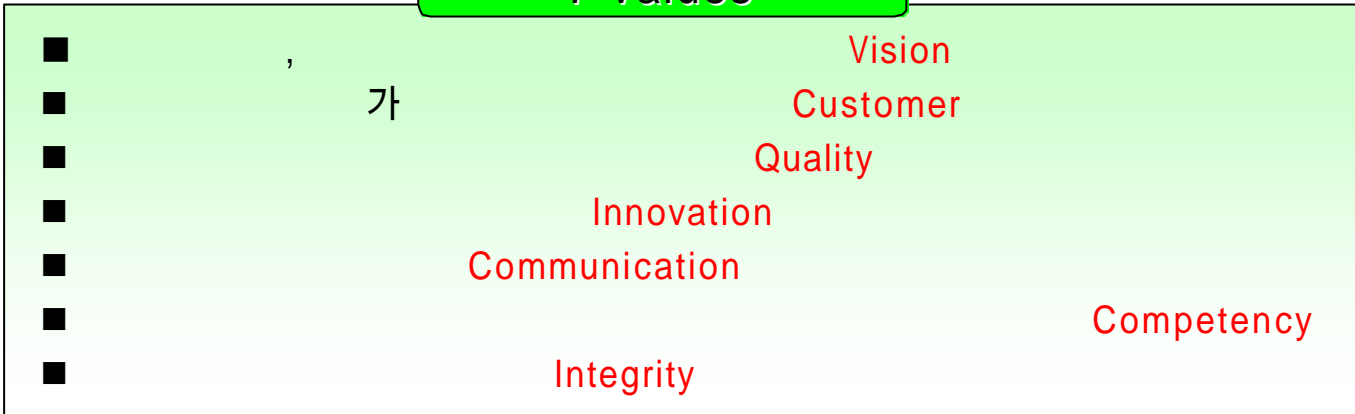 ■ , Vision
■ 가 Customer
■ Quality
■ Innovation
■ Communication
■ Competency
■ Integrity